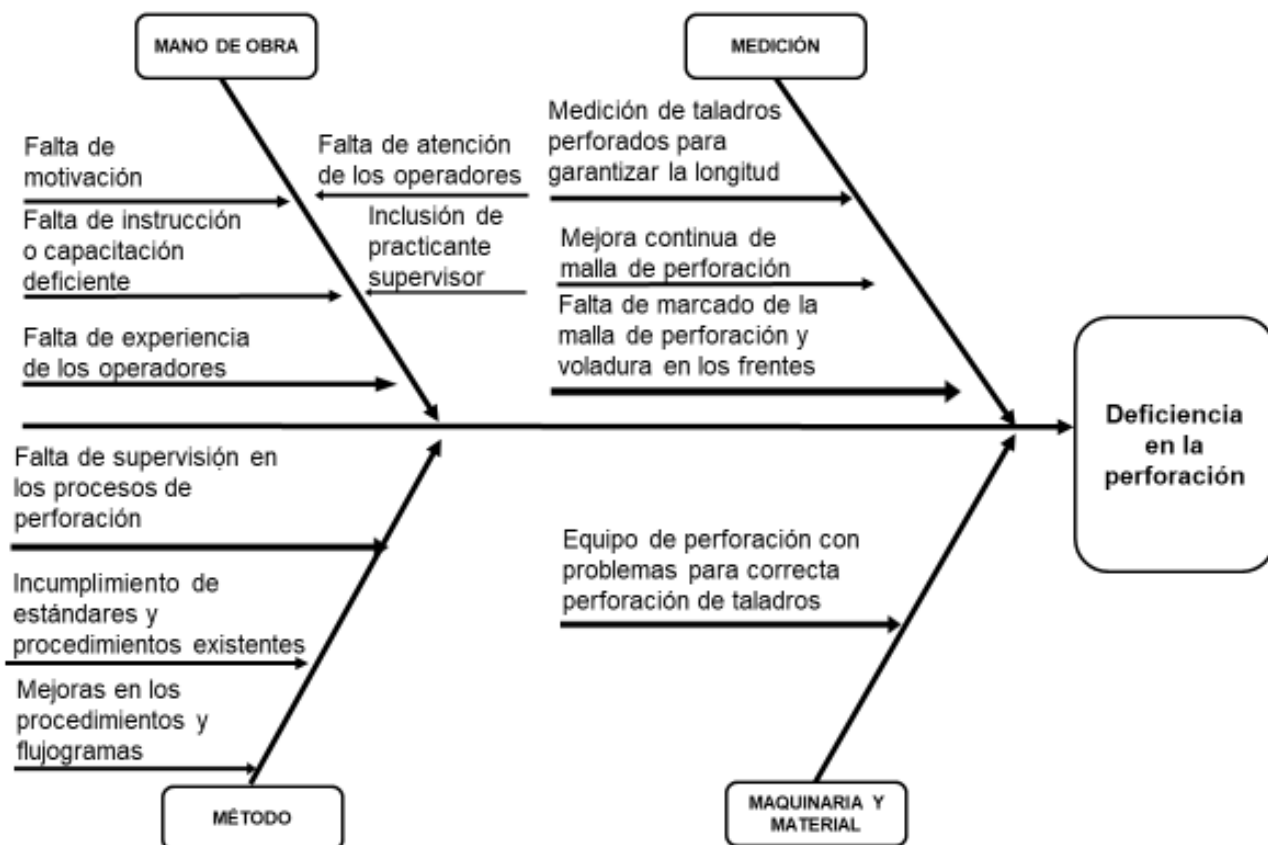 MANO DE OBRA
MEDICIÓN
Falta de
motivación
Falta de instrucción
o capacitación
deficiente
Falta de experiencia
de los operadores
Falta de atención
de los operadores
Inclusión de
practicante
supervisor
Medición de taladros
perforados para
garantizar la longitud
Mejora continua de
malla de perforación
Falta de marcado de la
malla de perforación y
voladura en los frentes
Deficiencia
en la
perforación
Falta de supervisión en
los procesos de
perforación
Incumplimiento de
estándares y
procedimientos existentes
Mejoras en los
procedimientos y
flujogramas
Equipo de perforación con
problemas para correcta
perforación de taladros
MÉTODO
MAQUINARIA Y
MATERIAL